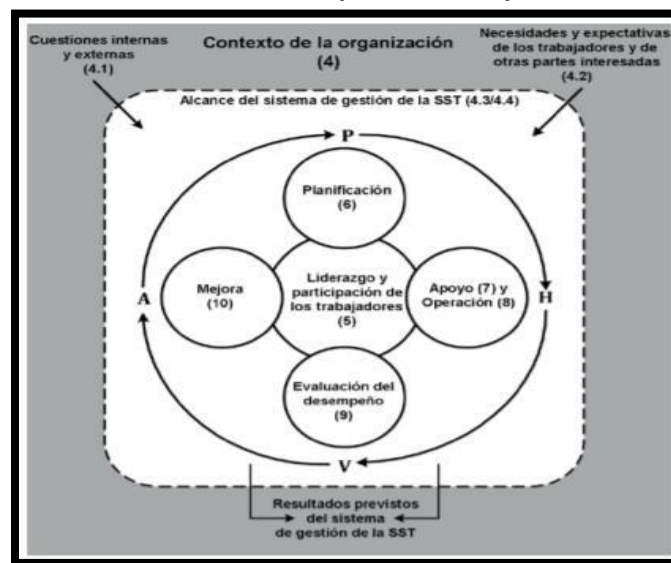 Cuestiones internas
y externas
(4.1)
Contexto de la organización
(4)
Necesidades y expectativas
de los trabajadores y de
otras partes interesadas
(4.2)
Alcance del sistema de gestión de la SST (4.3/4.4)
P
Planificación
(6)
A
Mejora
(10)
Liderazgo y
participación de
los trabajadores
(5)
Apoyo (7) y
Operación (8)
H
Evaluación del
desempeño
(9)
V
Resultados previstos
del sistema
de gestión de la SST